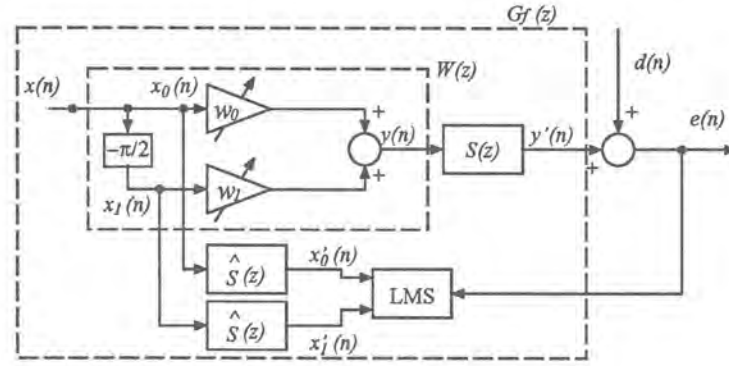 Gf(z)
W(z)
x(n)
x₀(n)
w₀
+
d(n)
−π/2
y(n)
S(z)
y'(n)
+
e(n)
+
+
x₁(n)
w₁
Ŝ(z)
x'₀(n)
LMS
Ŝ(z)
x'₁(n)